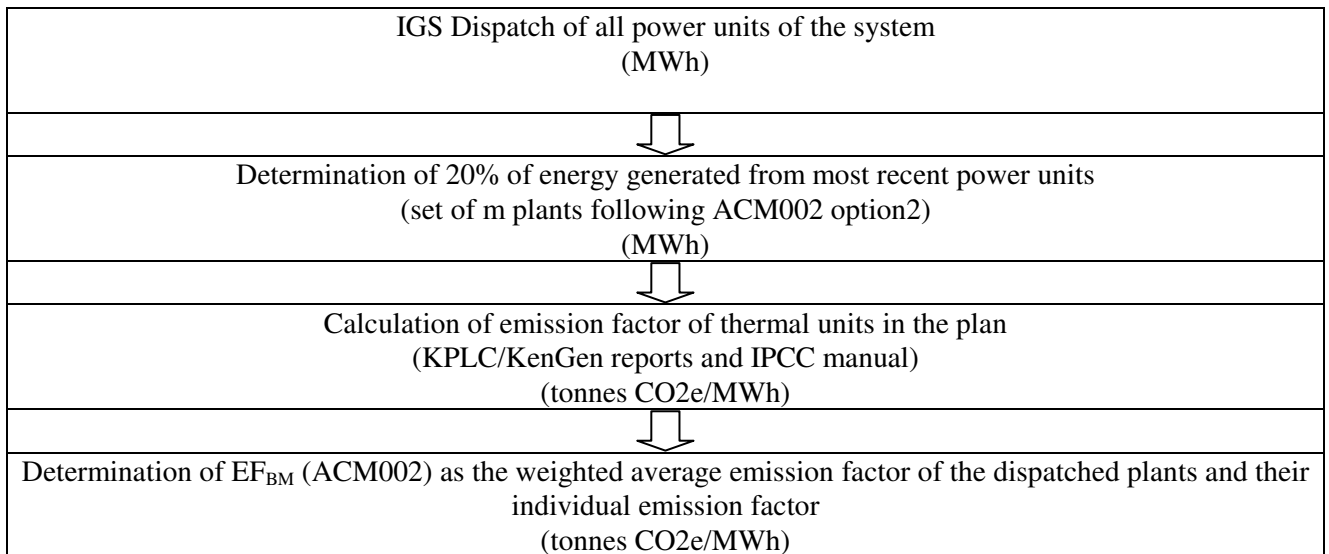 IGS Dispatch of all power units of the system
(MWh)
Determination of 20% of energy generated from most recent power units
(set of m plants following ACM002 option2)
(MWh)
Calculation of emission factor of thermal units in the plan
(KPLC/KenGen reports and IPCC manual)
(tonnes CO2e/MWh)
Determination of EFBM (ACM002) as the weighted average emission factor of the dispatched plants and their
individual emission factor
(tonnes CO2e/MWh)